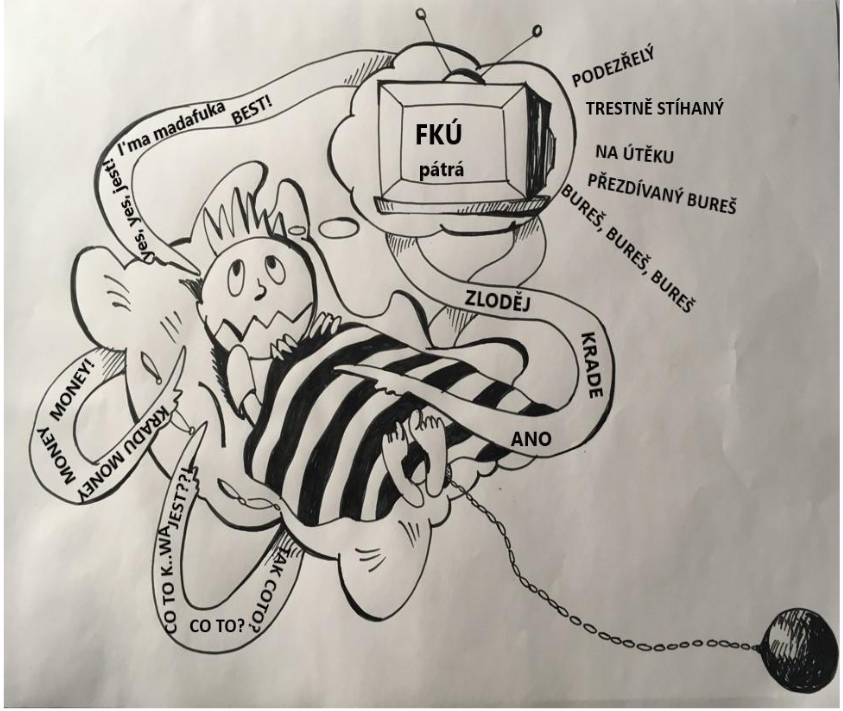 I'ma madafuka BEST!
yes, yes, jest!
FKÚ
pátrá
PODEZŘELÝ
TRESTNĚ STÍHANÝ
NA ÚTĚKU
PŘEZDÍVANÝ BUREŠ
BUREŠ, BUREŠ, BUREŠ
ZLODĚJ
KRADE
ANO
MONEY MONEY!
KRADU MONEY
CO TO K..WA JEST???
CO TO?
TAK COTO?